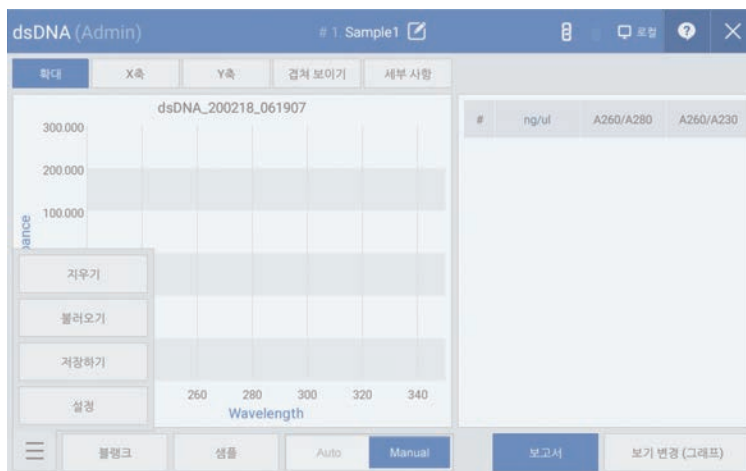 dsDNA (Admin) # 1 Sample1 로컬 ?
확대 X축 Y축 겹쳐 보이기 세부 사항
dsDNA_200218_061907
# ng/ul A260/A280 A260/A230
300.000
200.000
100.000
지우기
불러오기
저장하기
설정
260 280 300 320 340
Wavelength
블랭크 샘플 Auto Manual 보고서 보기 변경 (그래프)